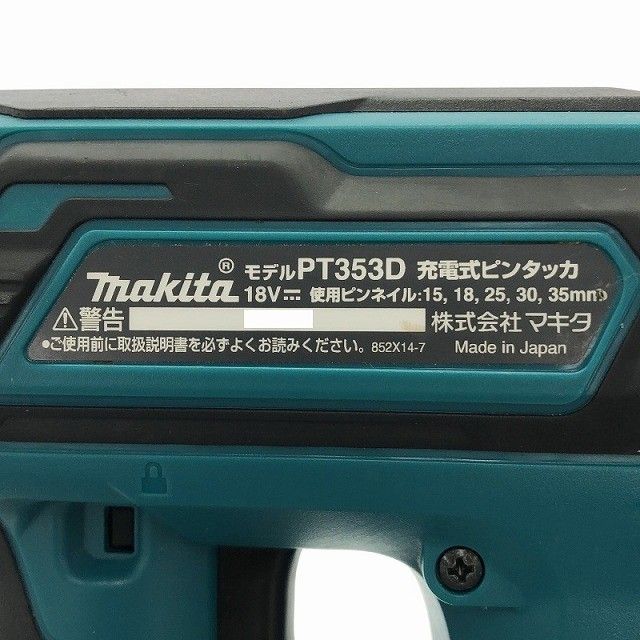 makita® モデルPT353D 充電式ピンタッカ
18V⎓ 使用ピンネイル:15, 18, 25, 30, 35mm
⚠警告 株式会社 マキタ
●ご使用前に取扱説明書を必ずよくお読みください。 852X14-7 Made in Japan